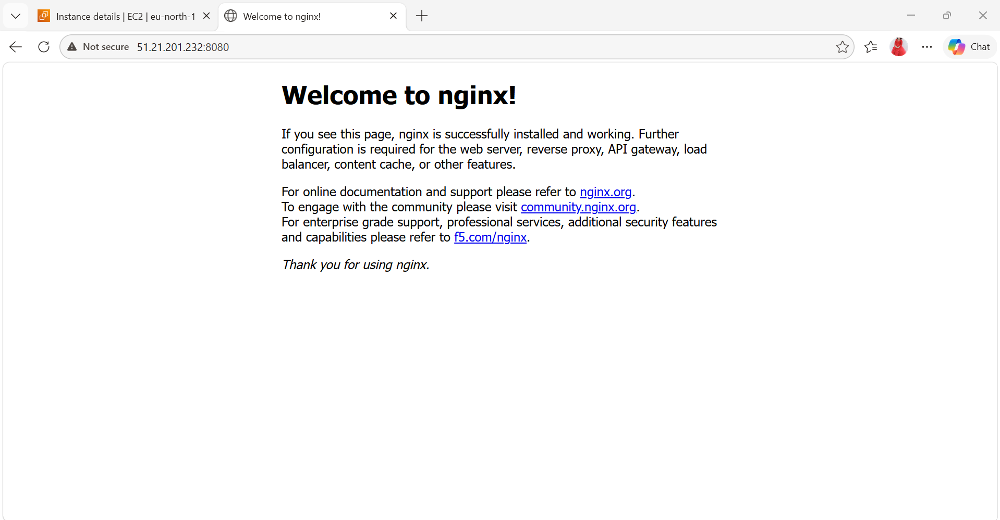 Instance details | EC2 | eu-north-1
Welcome to nginx!
Not secure 51.21.201.232:8080
Chat
Welcome to nginx!
If you see this page, nginx is successfully installed and working. Further
configuration is required for the web server, reverse proxy, API gateway, load
balancer, content cache, or other features.
For online documentation and support please refer to nginx.org.
To engage with the community please visit community.nginx.org.
For enterprise grade support, professional services, additional security features
and capabilities please refer to f5.com/nginx.
Thank you for using nginx.